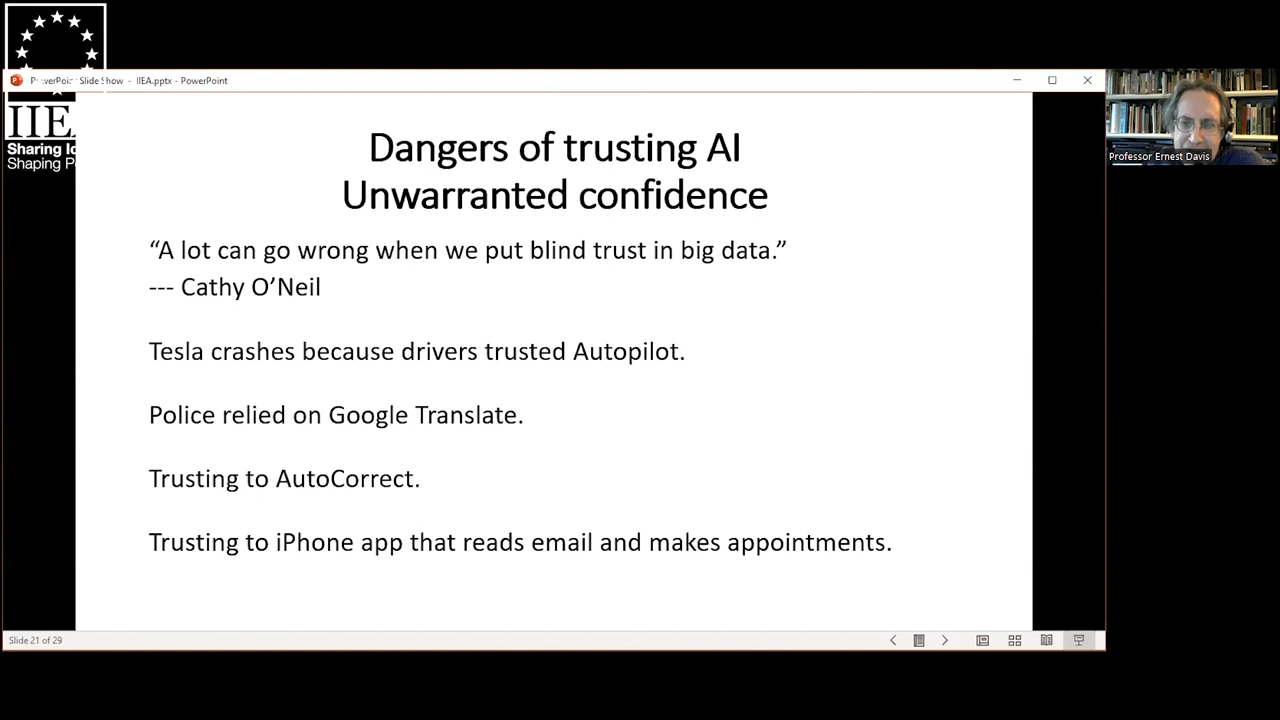 PowerPoint Slide Show - IIEA.pptx - PowerPoint
IIEA
Sharing
Shaping
Dangers of trusting AI
Unwarranted confidence
“A lot can go wrong when we put blind trust in big data.”
--- Cathy O’Neil
Tesla crashes because drivers trusted Autopilot.
Police relied on Google Translate.
Trusting to AutoCorrect.
Trusting to iPhone app that reads email and makes appointments.
Professor Ernest Davis
Slide 21 of 29